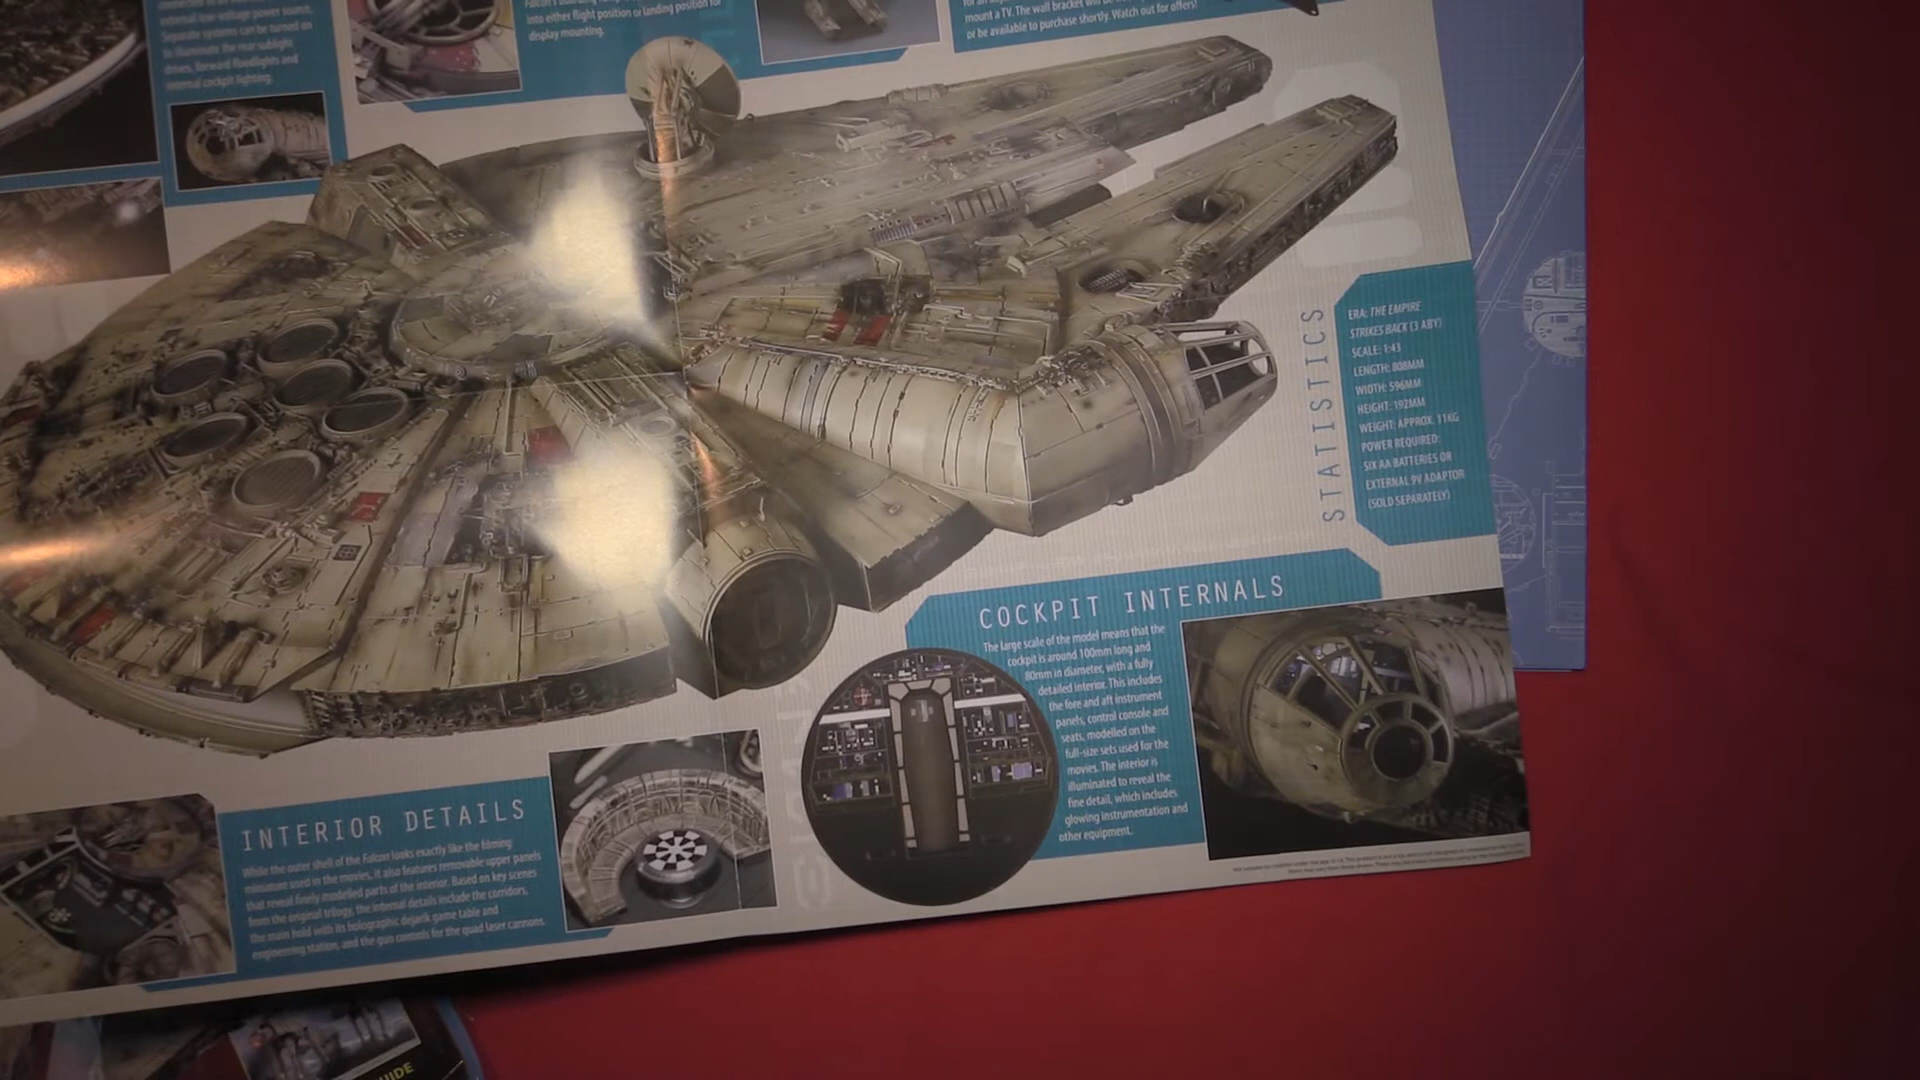 external low-voltage power source.
Separate systems can be turned on
to illuminate the rear sublight
drives, forward floodlights and
internal cockpit lighting.
into either flight position or landing position for
display mounting.
mount a TV. The wall bracket will be
or be available to purchase shortly. Watch out for offers!
STATISTICS
ERA: THE EMPIRE
STRIKES BACK (3 ABY)
SCALE: 1:43
LENGTH: 808MM
WIDTH: 596MM
HEIGHT: 192MM
WEIGHT: APPROX. 11KG
POWER REQUIRED:
SIX AA BATTERIES OR
EXTERNAL 9V ADAPTOR
(SOLD SEPARATELY)
COCKPIT INTERNALS
The large scale of the model means that the
cockpit is around 100mm long and
80mm in diameter, with a fully
detailed interior. This includes
the fore and aft instrument
panels, control console and
seats, modelled on the
full-size sets used for the
movies. The interior is
illuminated to reveal the
fine detail, which includes
glowing instrumentation and
other equipment.
INTERIOR DETAILS
While the outer shell of the Falcon looks exactly like the filming
miniature used in the movies, it also features removable upper panels
that reveal finely modelled parts of the interior. Based on key scenes
from the original trilogy, the internal details include the corridors,
the main hold with its holographic dejarik game table and
engineering station, and the gun controls for the quad laser cannons.